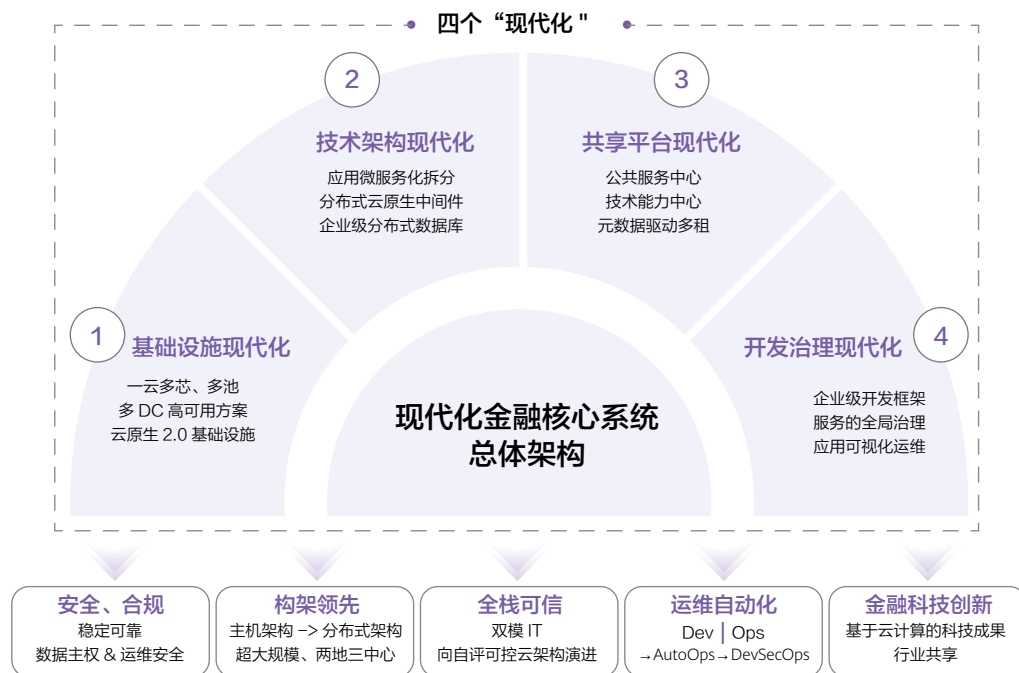 四个“现代化"
1
基础设施现代化
一云多芯、多池
多 DC 高可用方案
云原生 2.0 基础设施
2
技术架构现代化
应用微服务化拆分
分布式云原生中间件
企业级分布式数据库
3
共享平台现代化
公共服务中心
技术能力中心
元数据驱动多租
4
开发治理现代化
企业级开发框架
服务的全局治理
应用可视化运维
现代化金融核心系统
总体架构
安全、合规
稳定可靠
数据主权 & 运维安全
构架领先
主机架构 -> 分布式架构
超大规模、两地三中心
全栈可信
双模 IT
向自评可控云架构演进
运维自动化
Dev | Ops
→AutoOps→DevSecOps
金融科技创新
基于云计算的科技成果
行业共享